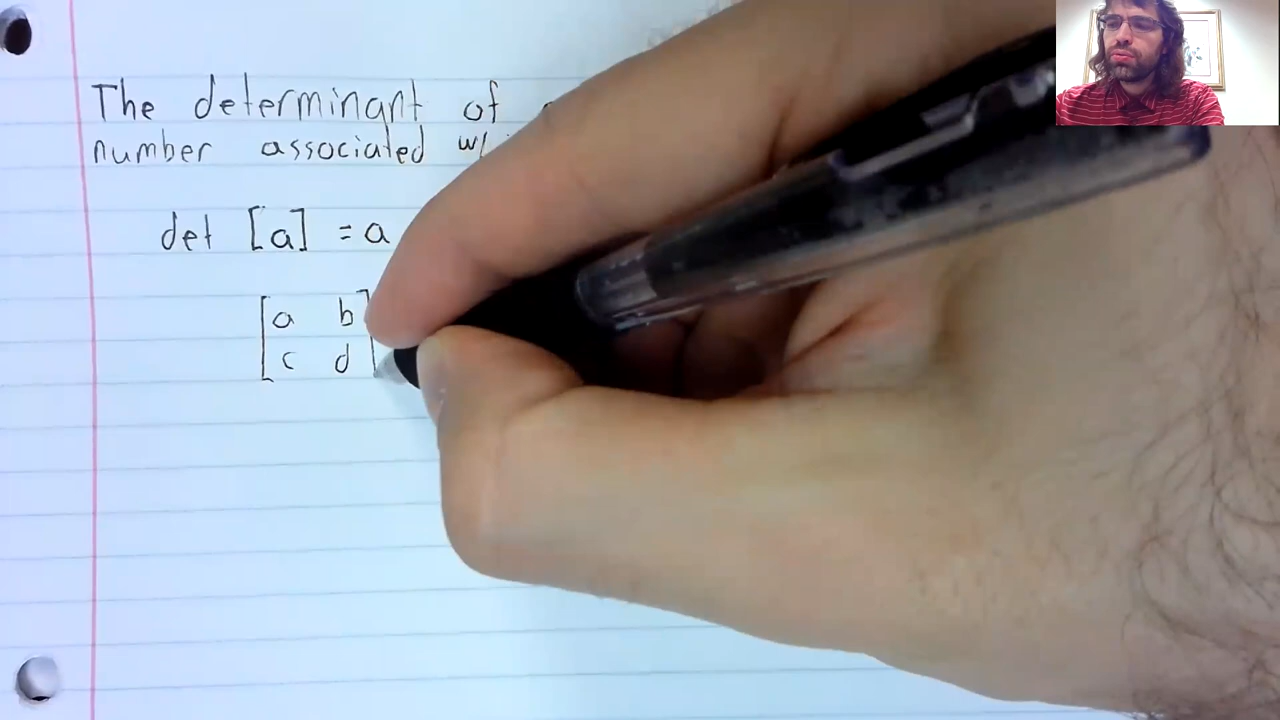 The determinant of
number associated w/
det [a] = a
[a b]
[c d]